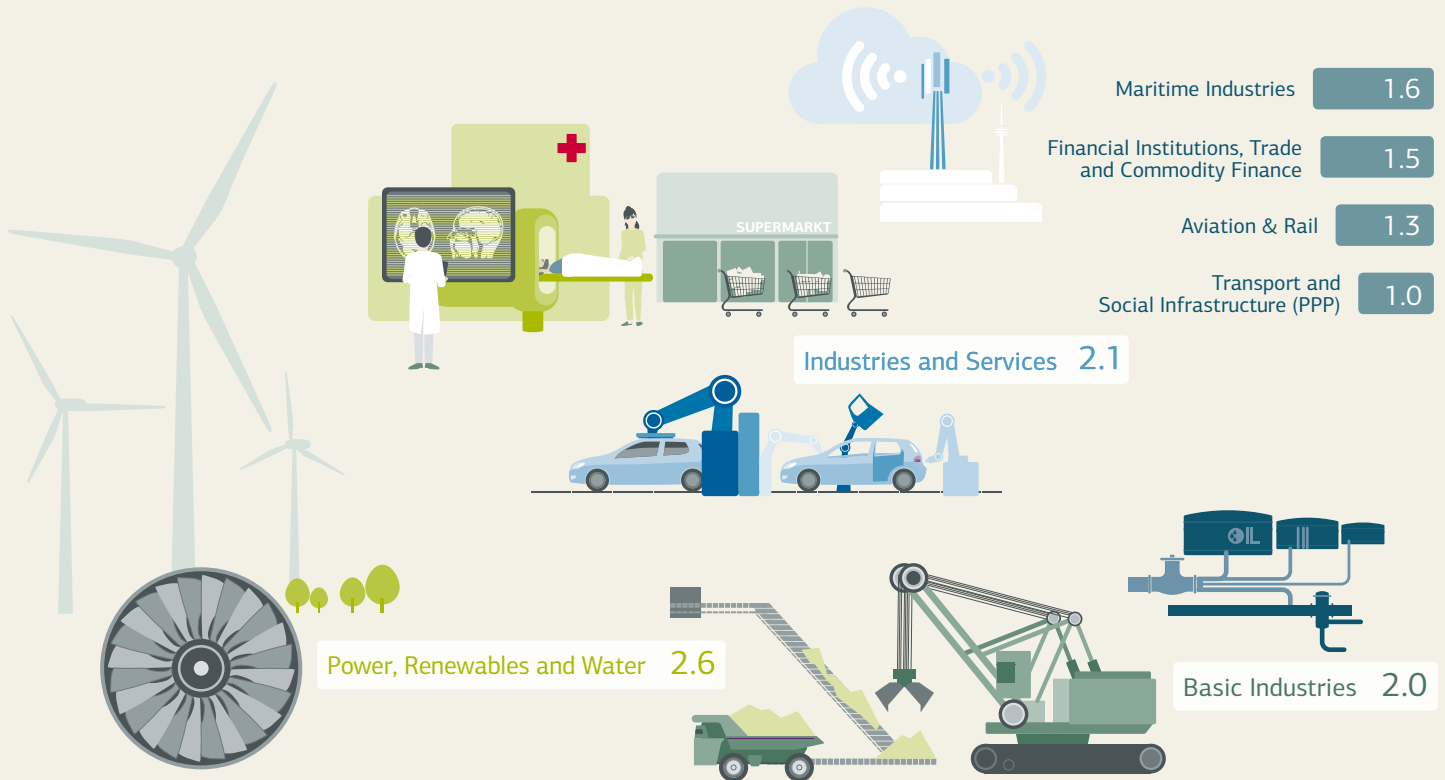 Maritime Industries 1.6
Financial Institutions, Trade
and Commodity Finance 1.5
Aviation & Rail 1.3
Transport and
Social Infrastructure (PPP) 1.0
SUPERMARKT
Industries and Services 2.1
OIL
Power, Renewables and Water 2.6
Basic Industries 2.0